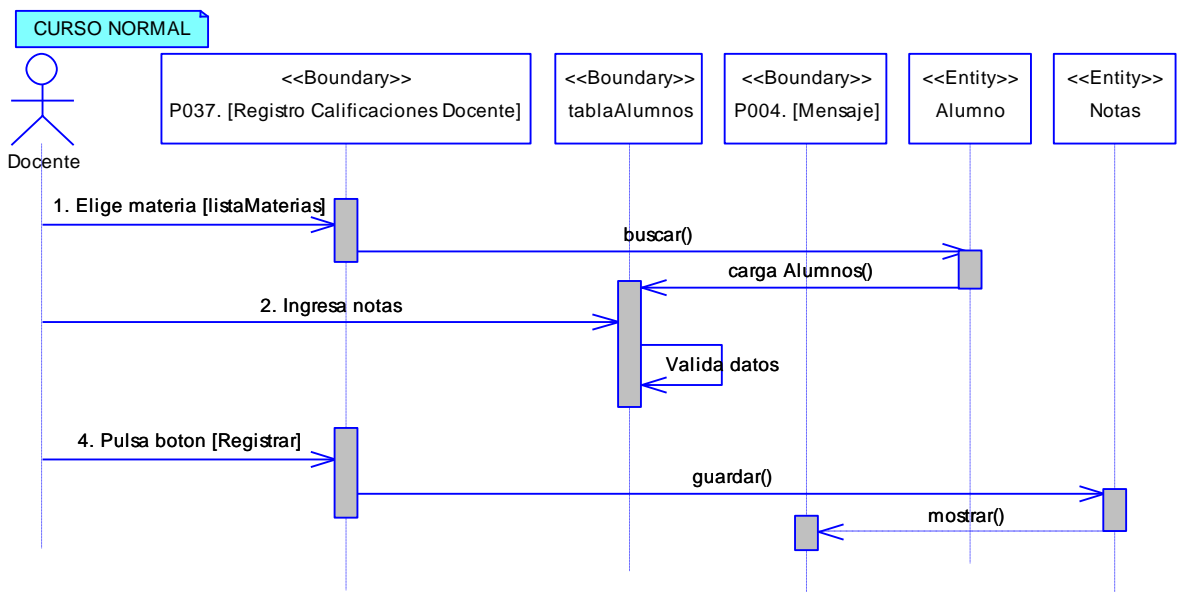 CURSO NORMAL
<<Boundary>>
P037. [Registro Calificaciones Docente]
<<Boundary>>
tablaAlumnos
<<Boundary>>
P004. [Mensaje]
<<Entity>>
Alumno
<<Entity>>
Notas
Docente
1. Elige materia [listaMaterias]
buscar()
carga Alumnos()
2. Ingresa notas
Valida datos
4. Pulsa boton [Registrar]
guardar()
mostrar()